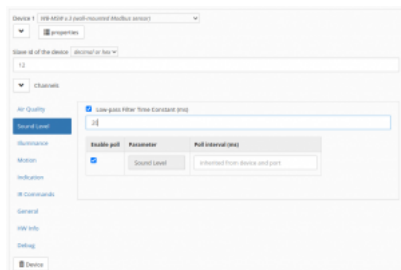 Device 1 WB-MSW v.3 (wall-mounted Modbus sensor)
properties
Slave id of the device decimal or hex
12
Channels
Air Quality
Low-pass Filter Time Constant (ms)
Sound Level
20
Illuminance
Enable poll Parameter Poll interval (ms)
Motion
Sound Level Inherited from device and port
Indication
IR Commands
General
HW Info
Debug
Device